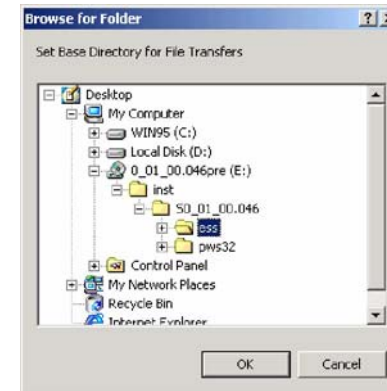 Browse for Folder
Set Base Directory for File Transfers
Desktop
My Computer
WIN95 (C:)
Local Disk (D:)
0_01_00.046pre (E:)
inst
S0_01_00.046
ess
pws32
Control Panel
My Network Places
Recycle Bin
Internet Explorer
OK
Cancel